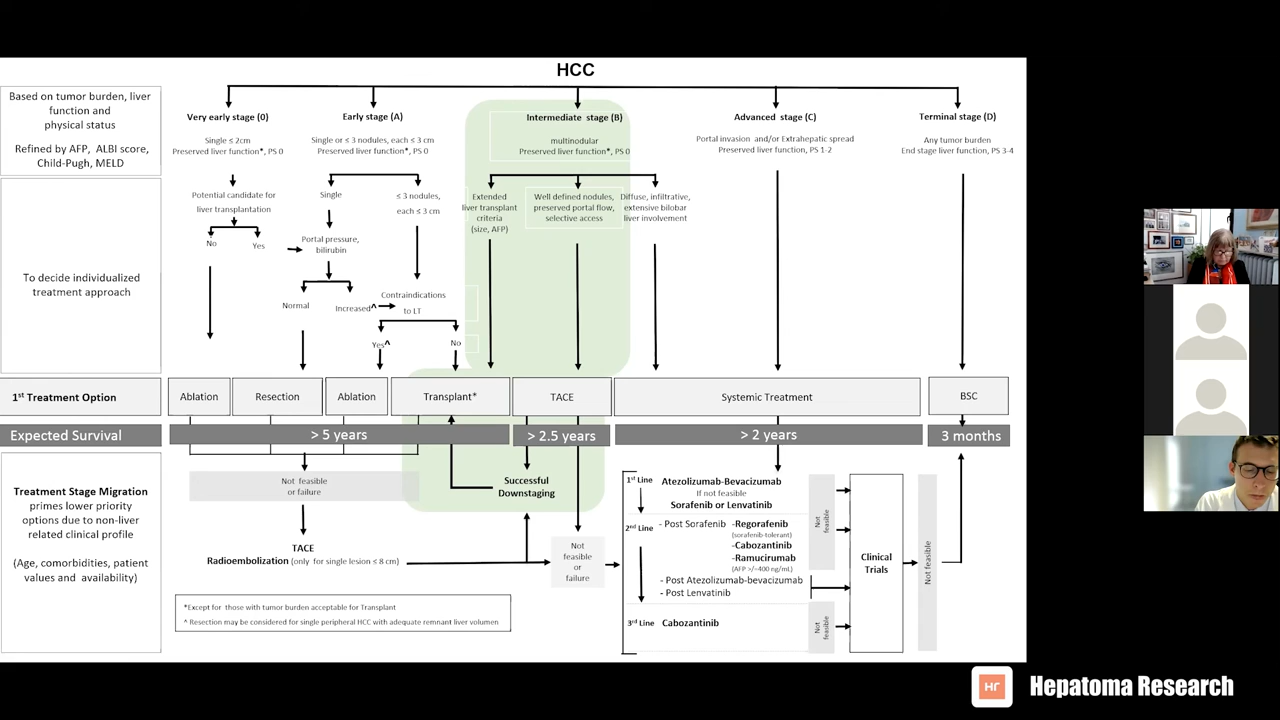 HCC
Based on tumor burden, liver
function and
physical status
Refined by AFP, ALBI score,
Child-Pugh, MELD
Very early stage (0)
Single ≤ 2cm
Preserved liver function*, PS 0
Early stage (A)
Single or ≤ 3 nodules, each ≤ 3 cm
Preserved liver function*, PS 0
Intermediate stage (B)
multinodular
Preserved liver function*, PS 0
Advanced stage (C)
Portal invasion and/or Extrahepatic spread
Preserved liver function, PS 1-2
Terminal stage (D)
Any tumor burden
End stage liver function, PS 3-4
To decide individualized
treatment approach
Potential candidate for
liver transplantation
No
Yes
Single
Portal pressure,
bilirubin
Normal
Increased^
≤ 3 nodules,
each ≤ 3 cm
Contraindications
to LT
Yes^
No
Extended
liver transplant
criteria
(size, AFP)
Well defined nodules,
preserved portal flow,
selective access
Diffuse, infiltrative,
extensive bilobar
liver involvement
1st Treatment Option
Ablation
Resection
Ablation
Transplant*
TACE
Systemic Treatment
BSC
Expected Survival
> 5 years
> 2.5 years
> 2 years
3 months
Treatment Stage Migration
primes lower priority
options due to non-liver
related clinical profile
(Age, comorbidities, patient
values and availability)
Not feasible
or failure
TACE
Radioembolization (only for single lesion ≤ 8 cm)
Successful
Downstaging
Not
feasible
or
failure
*Except for those with tumor burden acceptable for Transplant
^ Resection may be considered for single peripheral HCC with adequate remnant liver volumen
1st Line
Atezolizumab-Bevacizumab
If not feasible
Sorafenib or Lenvatinib
2nd Line
- Post Sorafenib
-Regorafenib
(sorafenib-tolerant)
-Cabozantinib
-Ramucirumab
(AFP >/=400 ng/mL)
- Post Atezolizumab-bevacizumab
- Post Lenvatinib
3rd Line
Cabozantinib
Not
feasible
Not
feasible
Clinical
Trials
Not feasible
Hr
Hepatoma Research